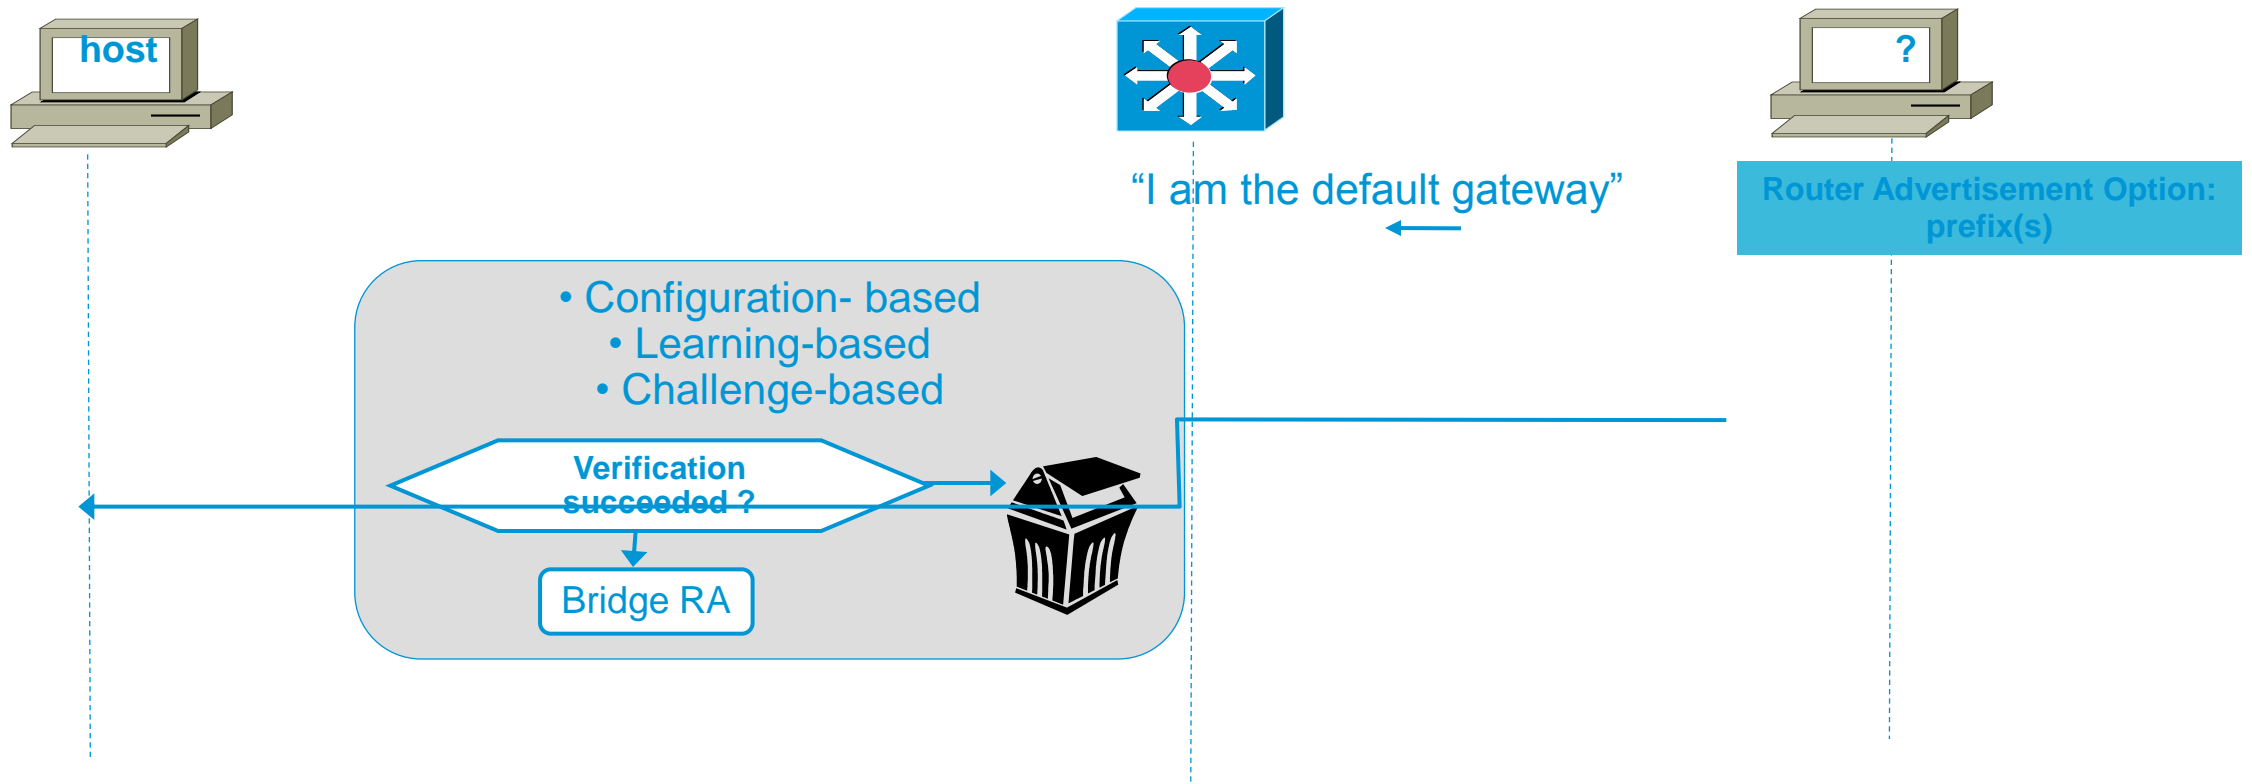 host
?
“I am the default gateway”
Router Advertisement Option:
prefix(s)
• Configuration- based
• Learning-based
• Challenge-based
Verification
succeeded ?
Bridge RA